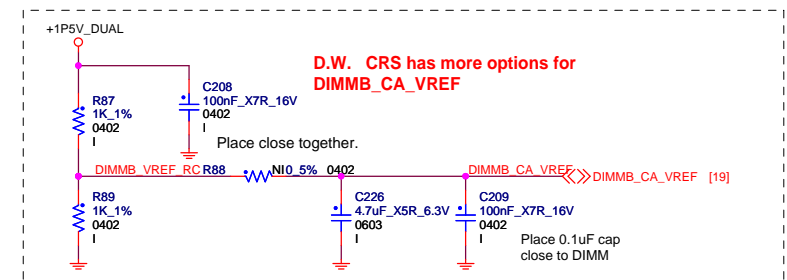 +1P5V_DUAL
D.W. CRS has more options for
DIMMB_CA_VREF
C208
100nF_X7R_16V
0402
I
R87
1K_1%
0402
I
Place close together.
DIMMB_VREF_RC R88 NI 0_5% 0402 DIMMB_CA_VREF DIMMB_CA_VREF [19]
R89
1K_1%
0402
I
C226
4.7uF_X5R_6.3V
0603
I
C209
100nF_X7R_16V
0402
I
Place 0.1uF cap
close to DIMM